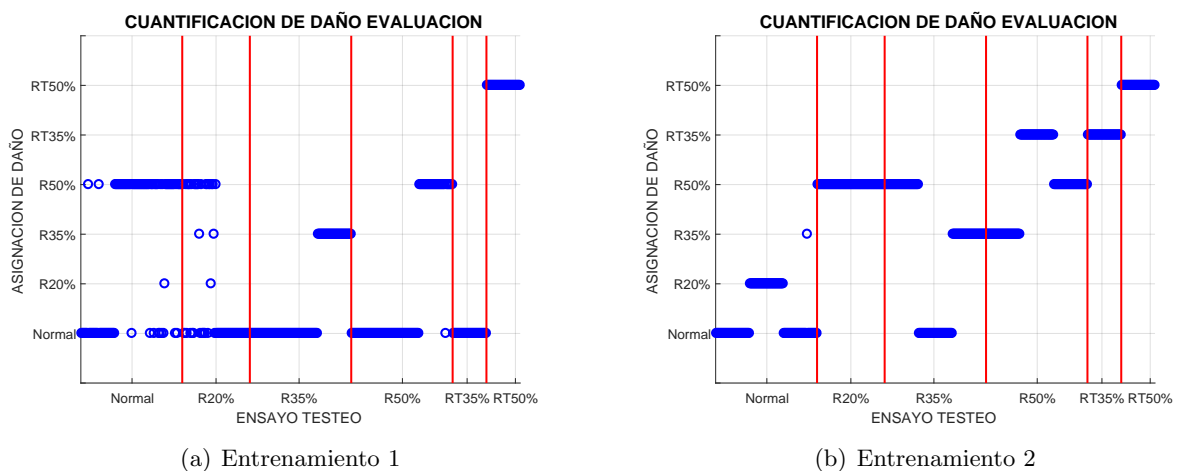 CUANTIFICACION DE DAÑO EVALUACION
RT50%
RT35%
R50%
R35%
R20%
Normal
ASIGNACION DE DAÑO
Normal R20% R35% R50% RT35% RT50%
ENSAYO TESTEO
(a) Entrenamiento 1
CUANTIFICACION DE DAÑO EVALUACION
RT50%
RT35%
R50%
R35%
R20%
Normal
ASIGNACION DE DAÑO
Normal R20% R35% R50% RT35% RT50%
ENSAYO TESTEO
(b) Entrenamiento 2